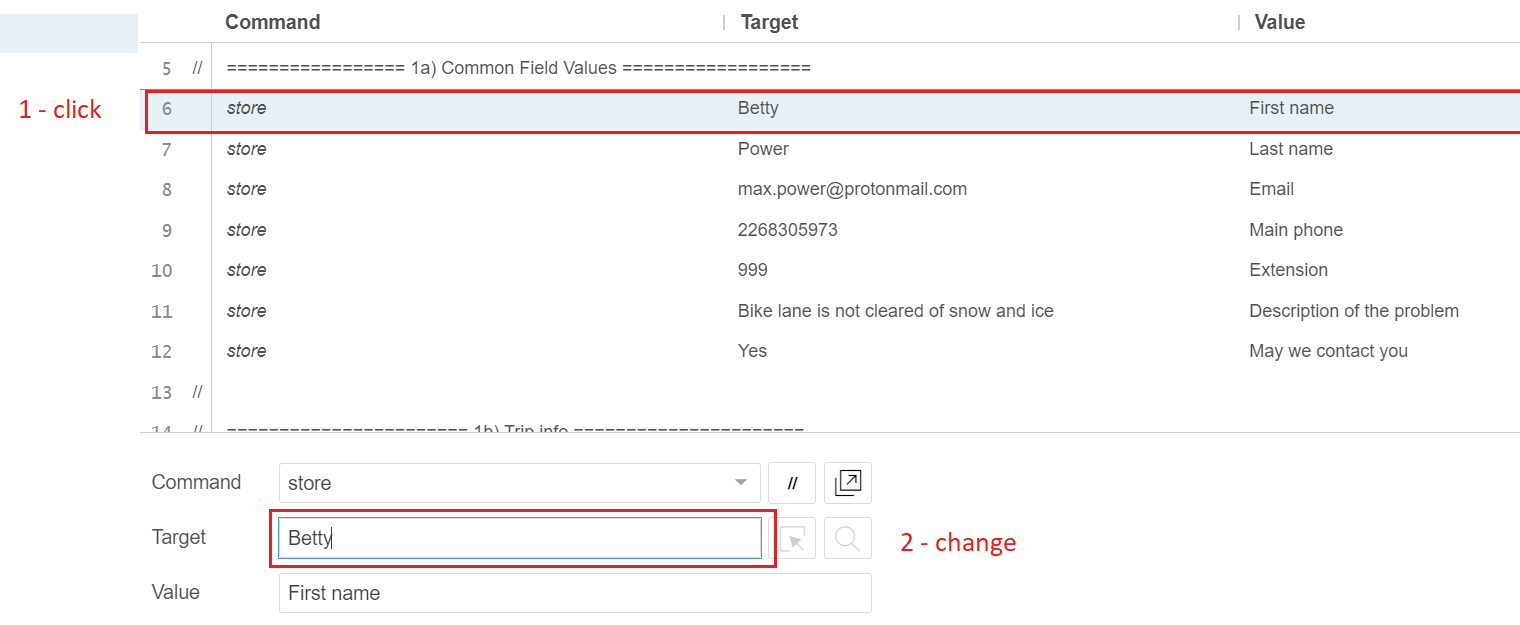 Command | Target | Value
5 // ================= 1a) Common Field Values ==================
1 - click
6 store Betty First name
7 store Power Last name
8 store max.power@protonmail.com Email
9 store 2268305973 Main phone
10 store 999 Extension
11 store Bike lane is not cleared of snow and ice Description of the problem
12 store Yes May we contact you
13 //
14 // ======================= 1b) Trip info ======================
Command store //
Target Betty
2 - change
Value First name